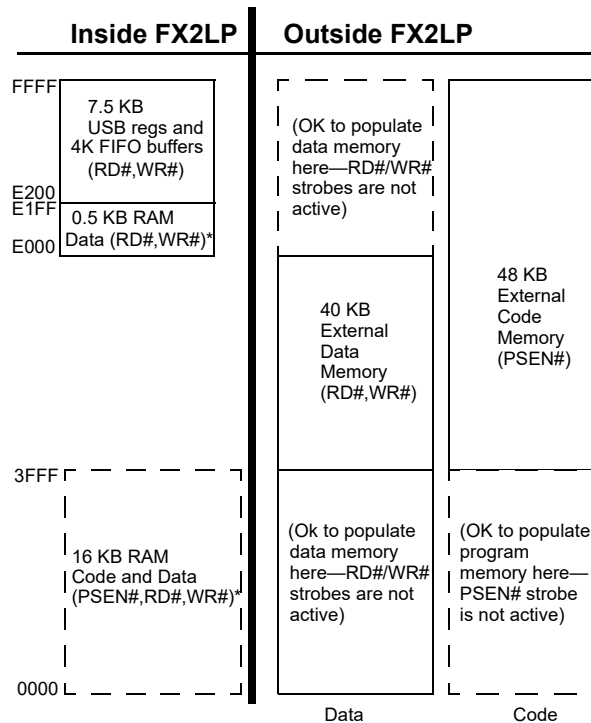 Inside FX2LP
Outside FX2LP
FFFF
7.5 KB
USB regs and
4K FIFO buffers
(RD#,WR#)
E200
E1FF
0.5 KB RAM
Data (RD#,WR#)*
E000
(OK to populate
data memory
here—RD#/WR#
strobes are not
active)
40 KB
External
Data
Memory
(RD#,WR#)
48 KB
External
Code
Memory
(PSEN#)
3FFF
16 KB RAM
Code and Data
(PSEN#,RD#,WR#)*
(Ok to populate
data memory
here—RD#/WR#
strobes are not
active)
(OK to populate
program
memory here—
PSEN# strobe
is not active)
0000
Data
Code